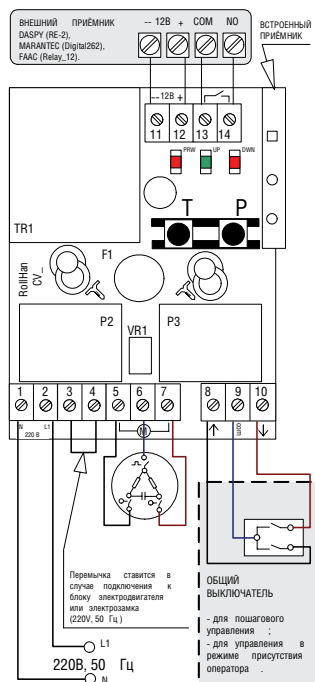 ВНЕШНИЙ ПРИЁМНИК
DASPY (RE-2),
MARANTEC (Digital262),
FAAC (Relay_12).
-- 12В + COM NO
ВСТРОЕННЫЙ
ПРИЁМНИК
--12В +
11 12 13 14
PRW UP DWN
T P
TR1
F1
RollHan
CV_
P2 VR1 P3
1 2 3 4 5 6 7 8 9 10
N L1
220 В
M
com
Перемычка ставится в
случае подключения к
блоку электродвигателя
или электрозамка
(220V, 50 Гц)
ОБЩИЙ
ВЫКЛЮЧАТЕЛЬ
- для пошагового
управления ;
- для управления в
режиме присутствия
оператора .
L1
220В, 50 Гц
N